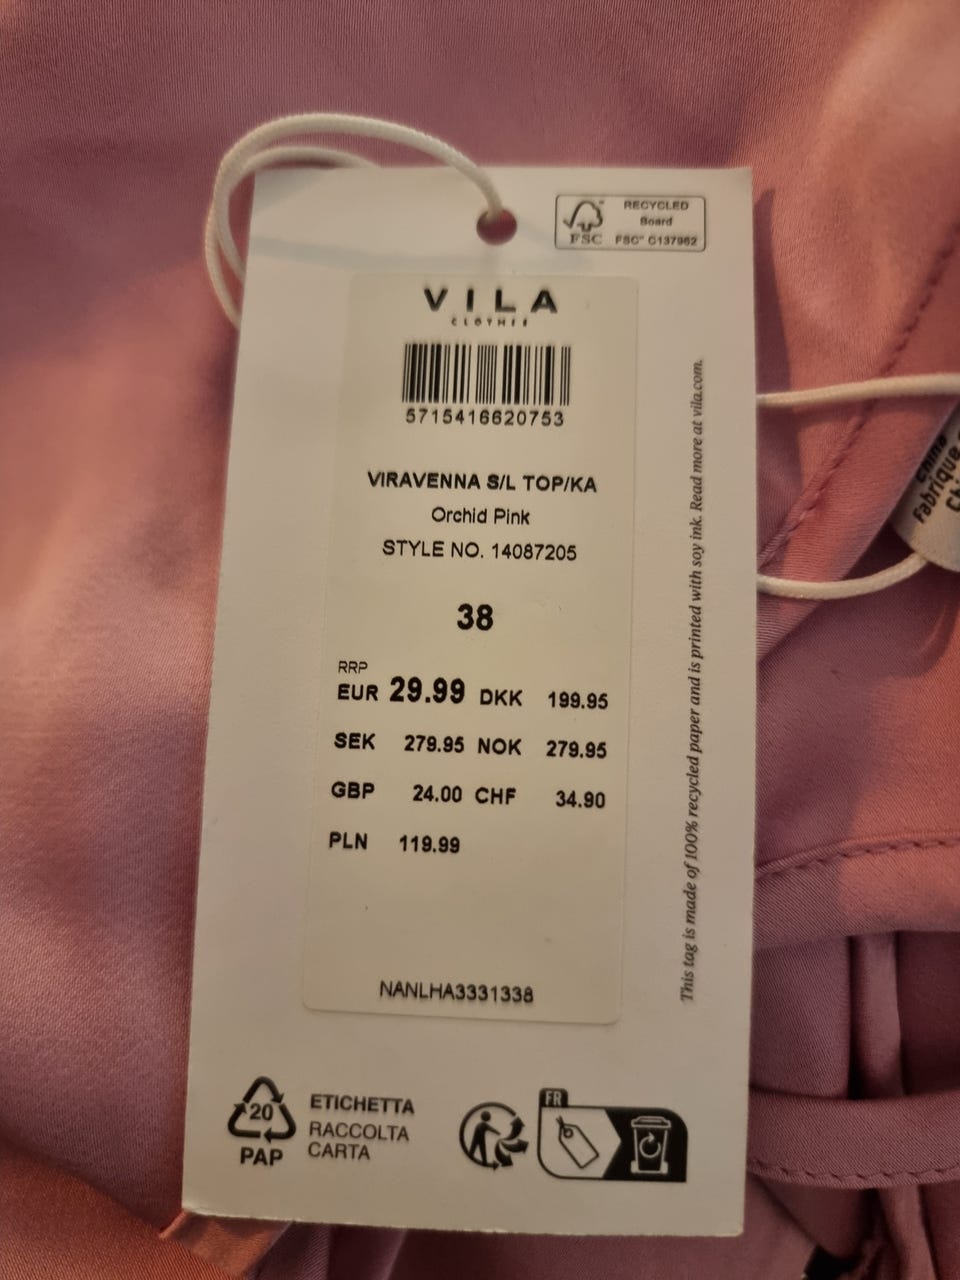 RECYCLED
Board
FSC
FSC® C137962
VILA
CLOTHES
5715416620753
VIRAVENNA S/L TOP/KA
Orchid Pink
STYLE NO. 14087205
38
RRP
EUR 29.99 DKK 199.95
SEK 279.95 NOK 279.95
GBP 24.00 CHF 34.90
PLN 119.99
NANLHA3331338
This tag is made of 100% recycled paper and is printed with soy ink. Read more at vila.com.
20
PAP
ETICHETTA
RACCOLTA
CARTA
FR
China
Fabrique